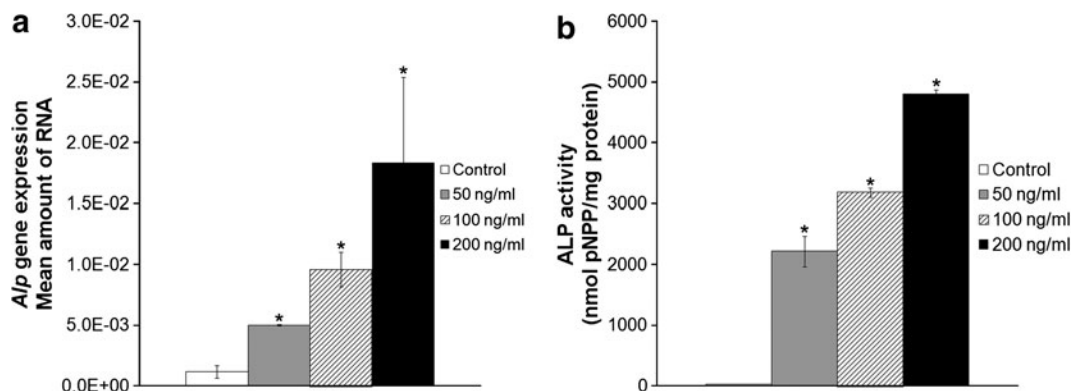 a
Alp gene expression
Mean amount of RNA
3.0E-02
2.5E-02
2.0E-02
1.5E-02
1.0E-02
5.0E-03
0.0E+00
*
*
*
Control
50 ng/ml
100 ng/ml
200 ng/ml
b
ALP activity
(nmol pNPP/mg protein)
6000
5000
4000
3000
2000
1000
0
*
*
*
Control
50 ng/ml
100 ng/ml
200 ng/ml